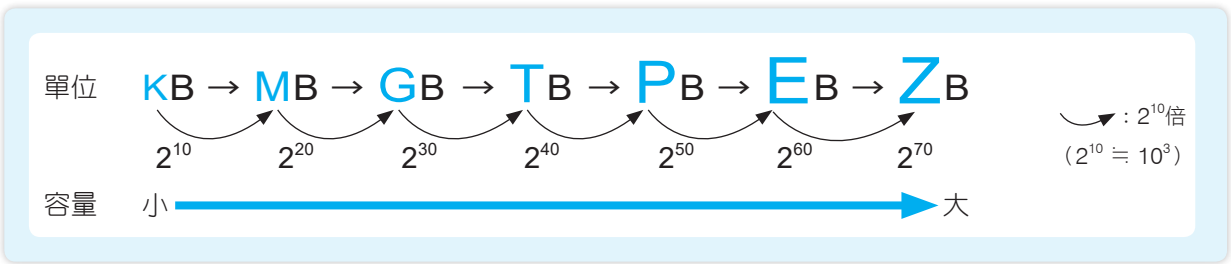 單位 KB → MB → GB → TB → PB → EB → ZB
：2¹⁰倍
2¹⁰ 2²⁰ 2³⁰ 2⁴⁰ 2⁵⁰ 2⁶⁰ 2⁷⁰
（2¹⁰ ≒ 10³）
容量 小 大